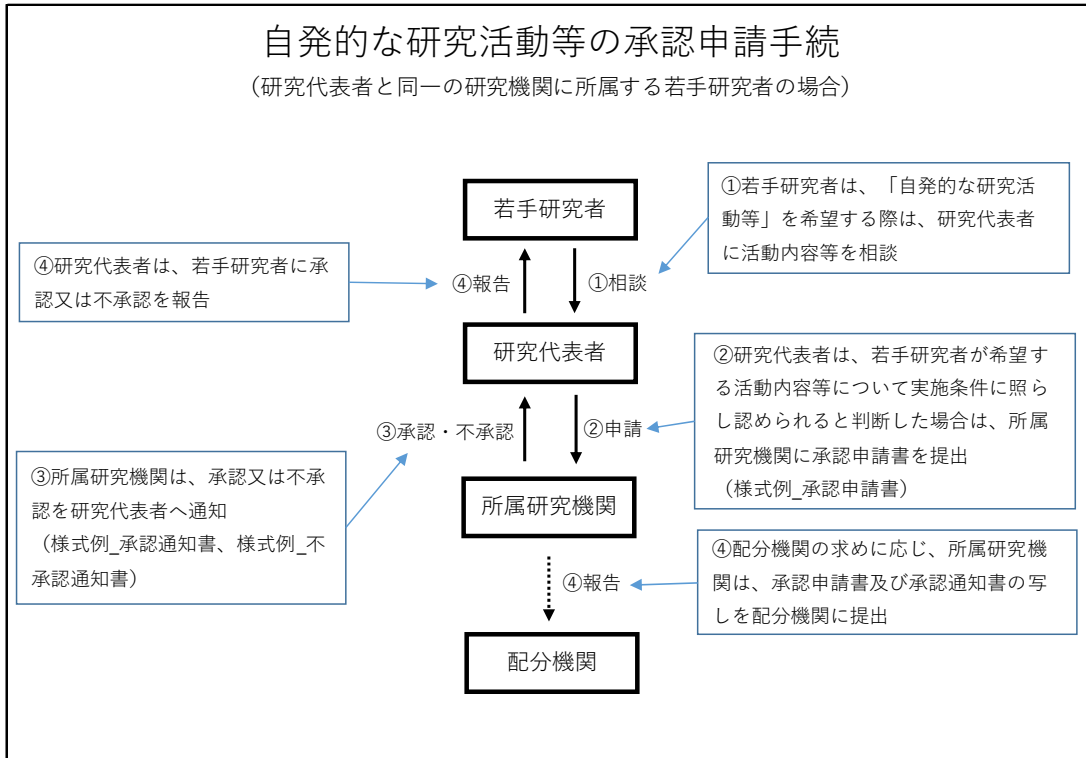 自発的な研究活動等の承認申請手続
（研究代表者と同一の研究機関に所属する若手研究者の場合）
若手研究者
①若手研究者は、「自発的な研究活
動等」を希望する際は、研究代表者
に活動内容等を相談
④研究代表者は、若手研究者に承
認又は不承認を報告
④報告
①相談
研究代表者
②研究代表者は、若手研究者が希望す
る活動内容等について実施条件に照ら
し認められると判断した場合は、所属
研究機関に承認申請書を提出
（様式例_承認申請書）
③承認・不承認
②申請
③所属研究機関は、承認又は不承
認を研究代表者へ通知
（様式例_承認通知書、様式例_不
承認通知書）
所属研究機関
④配分機関の求めに応じ、所属研究機
関は、承認申請書及び承認通知書の写
しを配分機関に提出
④報告
配分機関